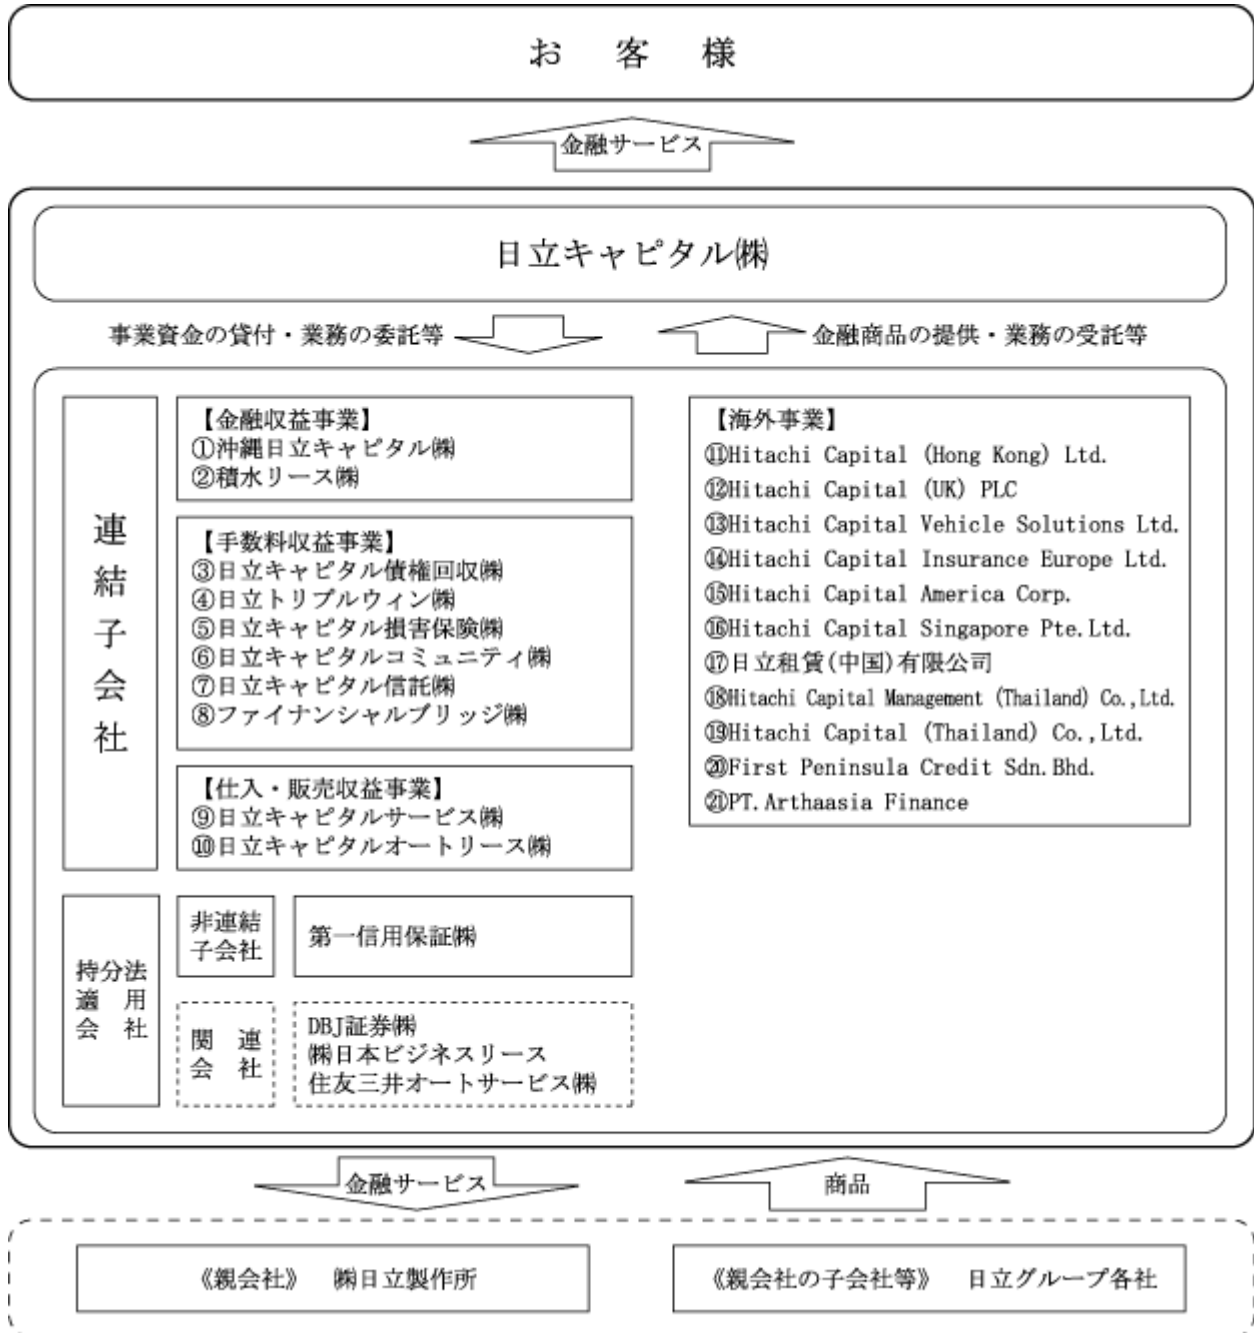 お 客 様
金融サービス
日立キャピタル㈱
事業資金の貸付・業務の委託等
金融商品の提供・業務の受託等
連結子会社
【金融収益事業】
①沖縄日立キャピタル㈱
②積水リース㈱
【手数料収益事業】
③日立キャピタル債権回収㈱
④日立トリプルウィン㈱
⑤日立キャピタル損害保険㈱
⑥日立キャピタルコミュニティ㈱
⑦日立キャピタル信託㈱
⑧ファイナンシャルブリッジ㈱
【仕入・販売収益事業】
⑨日立キャピタルサービス㈱
⑩日立キャピタルオートリース㈱
【海外事業】
⑪Hitachi Capital (Hong Kong) Ltd.
⑫Hitachi Capital (UK) PLC
⑬Hitachi Capital Vehicle Solutions Ltd.
⑭Hitachi Capital Insurance Europe Ltd.
⑮Hitachi Capital America Corp.
⑯Hitachi Capital Singapore Pte.Ltd.
⑰日立租賃(中国)有限公司
⑱Hitachi Capital Management (Thailand) Co.,Ltd.
⑲Hitachi Capital (Thailand) Co.,Ltd.
⑳First Peninsula Credit Sdn.Bhd.
㉑PT.Arthaasia Finance
持分法
適 用
会 社
非連結
子会社
第一信用保証㈱
関 連
会 社
DBJ証券㈱
㈱日本ビジネスリース
住友三井オートサービス㈱
金融サービス
商品
《親会社》 ㈱日立製作所
《親会社の子会社等》 日立グループ各社